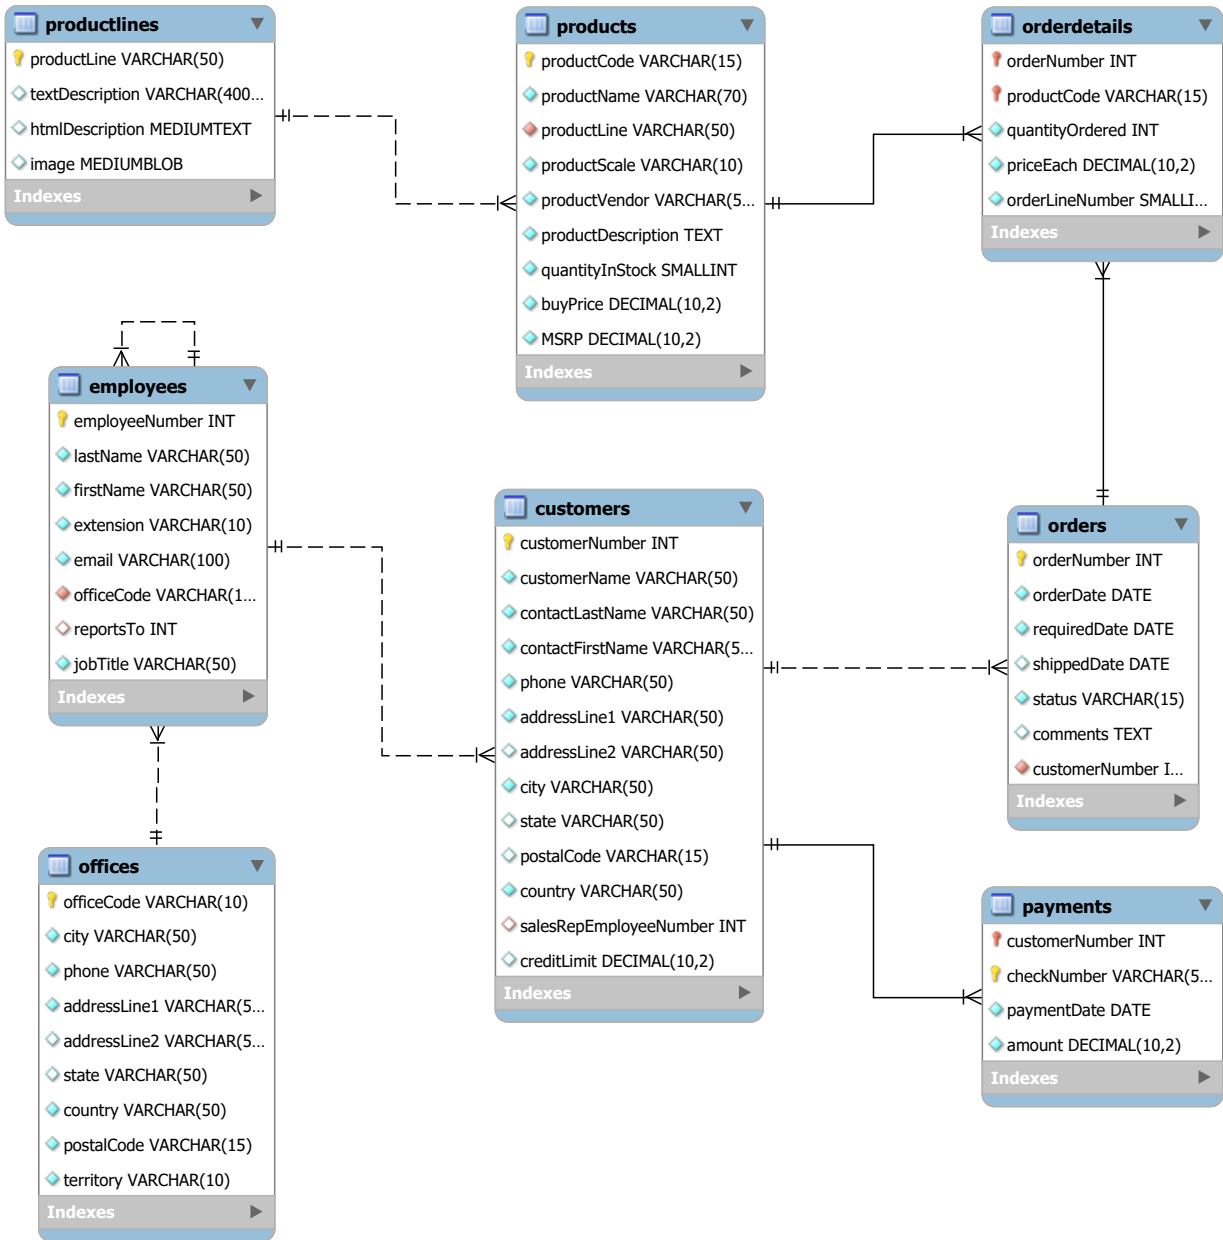 productlines
productLine VARCHAR(50)
textDescription VARCHAR(400...
htmlDescription MEDIUMTEXT
image MEDIUMBLOB
Indexes
products
productCode VARCHAR(15)
productName VARCHAR(70)
productLine VARCHAR(50)
productScale VARCHAR(10)
productVendor VARCHAR(5...
productDescription TEXT
quantityInStock SMALLINT
buyPrice DECIMAL(10,2)
MSRP DECIMAL(10,2)
Indexes
orderdetails
orderNumber INT
productCode VARCHAR(15)
quantityOrdered INT
priceEach DECIMAL(10,2)
orderLineNumber SMALLI...
Indexes
employees
employeeNumber INT
lastName VARCHAR(50)
firstName VARCHAR(50)
extension VARCHAR(10)
email VARCHAR(100)
officeCode VARCHAR(1...
reportsTo INT
jobTitle VARCHAR(50)
Indexes
customers
customerNumber INT
customerName VARCHAR(50)
contactLastName VARCHAR(50)
contactFirstName VARCHAR(5...
phone VARCHAR(50)
addressLine1 VARCHAR(50)
addressLine2 VARCHAR(50)
city VARCHAR(50)
state VARCHAR(50)
postalCode VARCHAR(15)
country VARCHAR(50)
salesRepEmployeeNumber INT
creditLimit DECIMAL(10,2)
Indexes
orders
orderNumber INT
orderDate DATE
requiredDate DATE
shippedDate DATE
status VARCHAR(15)
comments TEXT
customerNumber I...
Indexes
offices
officeCode VARCHAR(10)
city VARCHAR(50)
phone VARCHAR(50)
addressLine1 VARCHAR(5...
addressLine2 VARCHAR(5...
state VARCHAR(50)
country VARCHAR(50)
postalCode VARCHAR(15)
territory VARCHAR(10)
Indexes
payments
customerNumber INT
checkNumber VARCHAR(5...
paymentDate DATE
amount DECIMAL(10,2)
Indexes